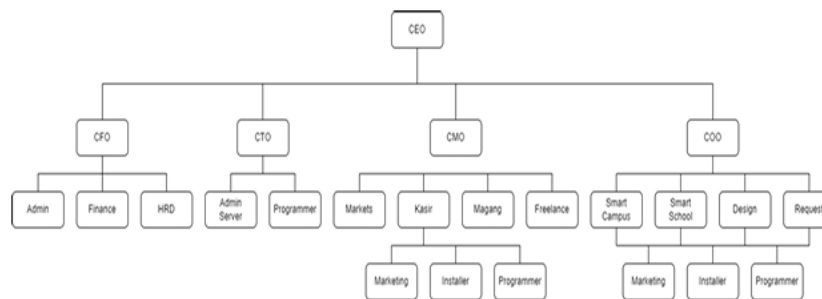 CEO
CFO
CTO
CMO
COO
Admin
Finance
HRD
Admin
Server
Programmer
Markets
Kasir
Magang
Freelance
Smart
Campus
Smart
School
Design
Request
Marketing
Installer
Programmer
Marketing
Installer
Programmer